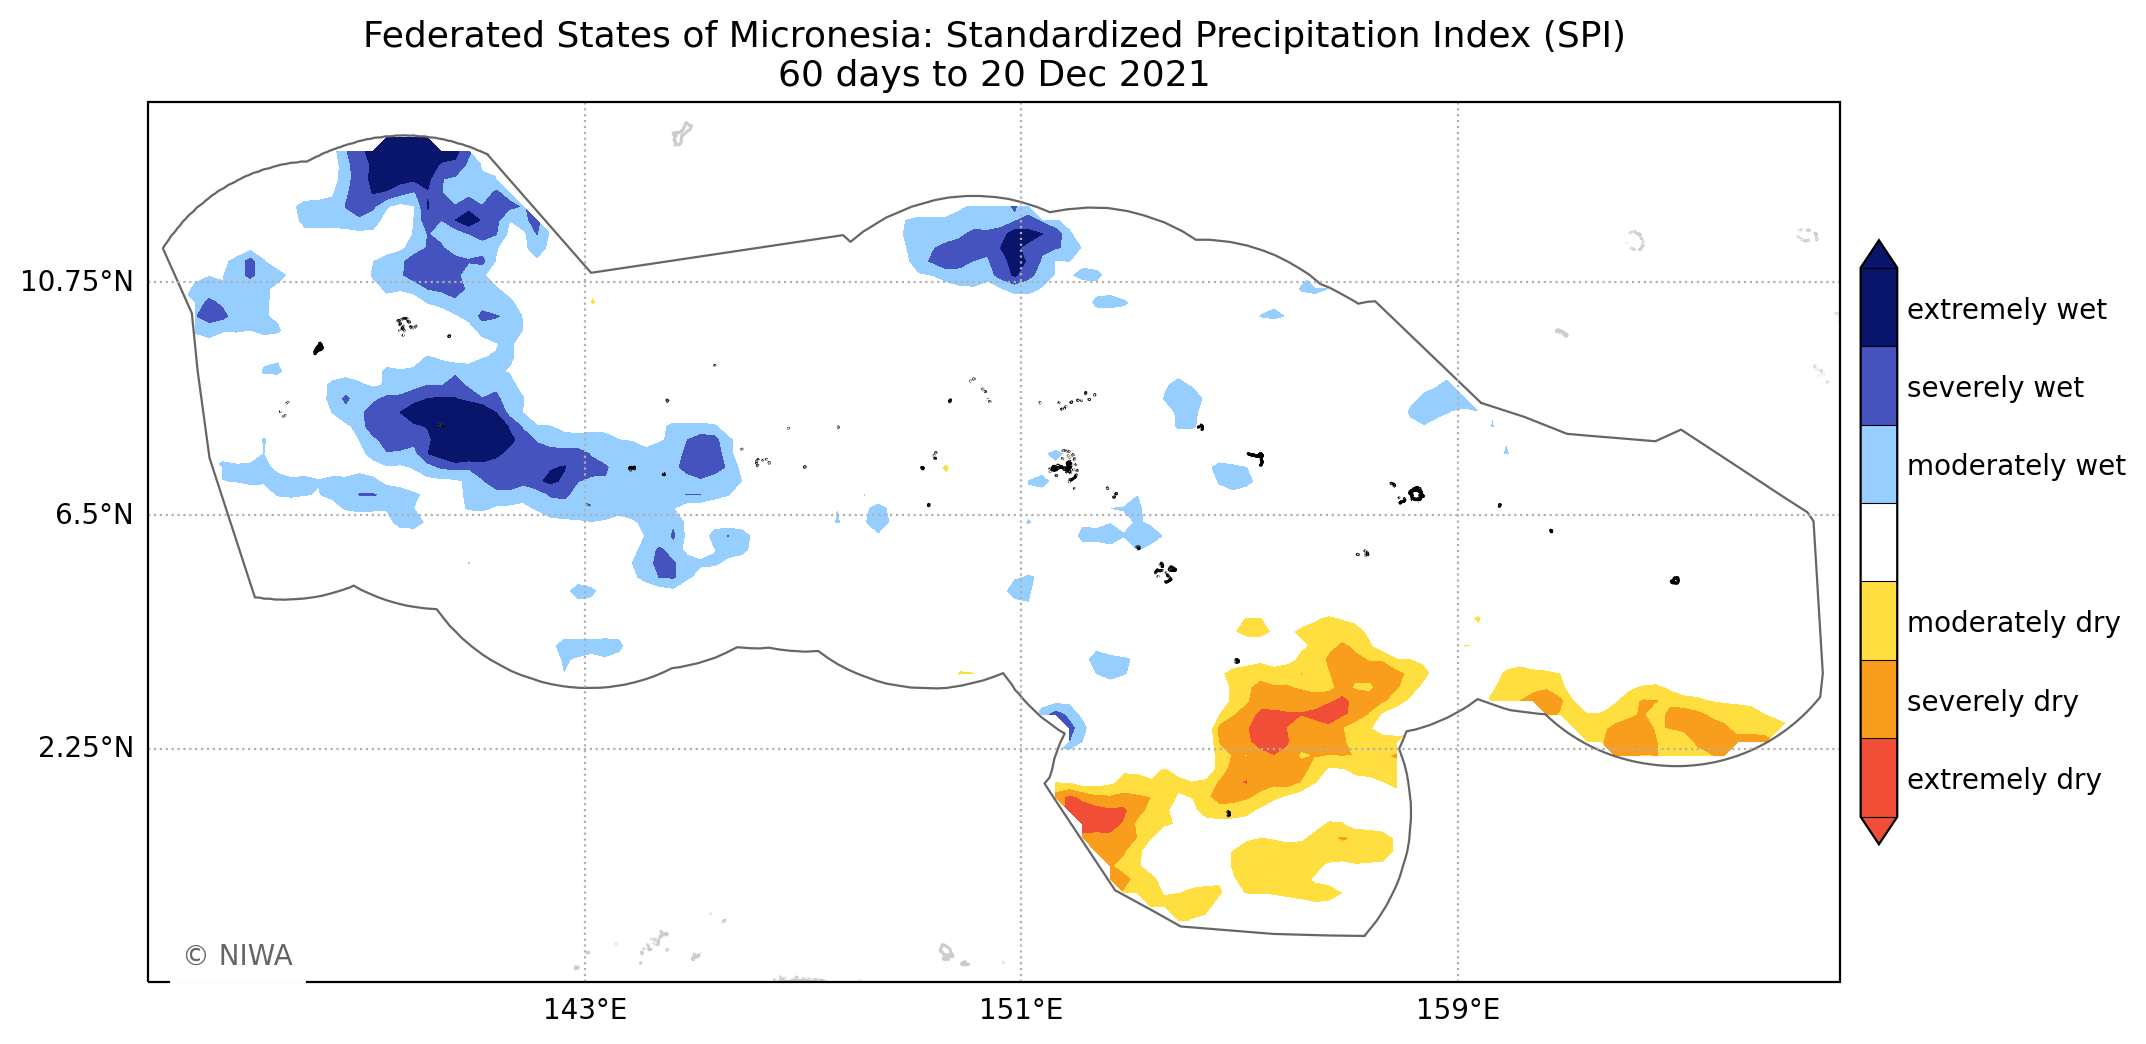 Federated States of Micronesia: Standardized Precipitation Index (SPI)
60 days to 20 Dec 2021
10.75°N
6.5°N
2.25°N
143°E
151°E
159°E
extremely wet
severely wet
moderately wet
moderately dry
severely dry
extremely dry
© NIWA